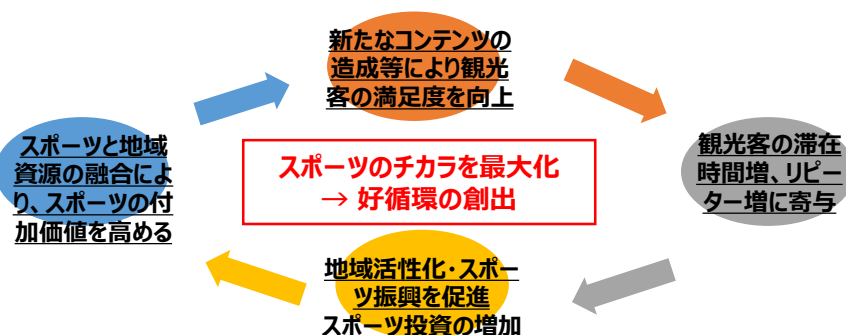 新たなコンテンツの
造成等により観光
客の満足度を向上
スポーツと地域
資源の融合によ
り、スポーツの付
加価値を高める
スポーツのチカラを最大化
→ 好循環の創出
観光客の滞在
時間増、リピー
ター増に寄与
地域活性化・スポー
ツ振興を促進
スポーツ投資の増加